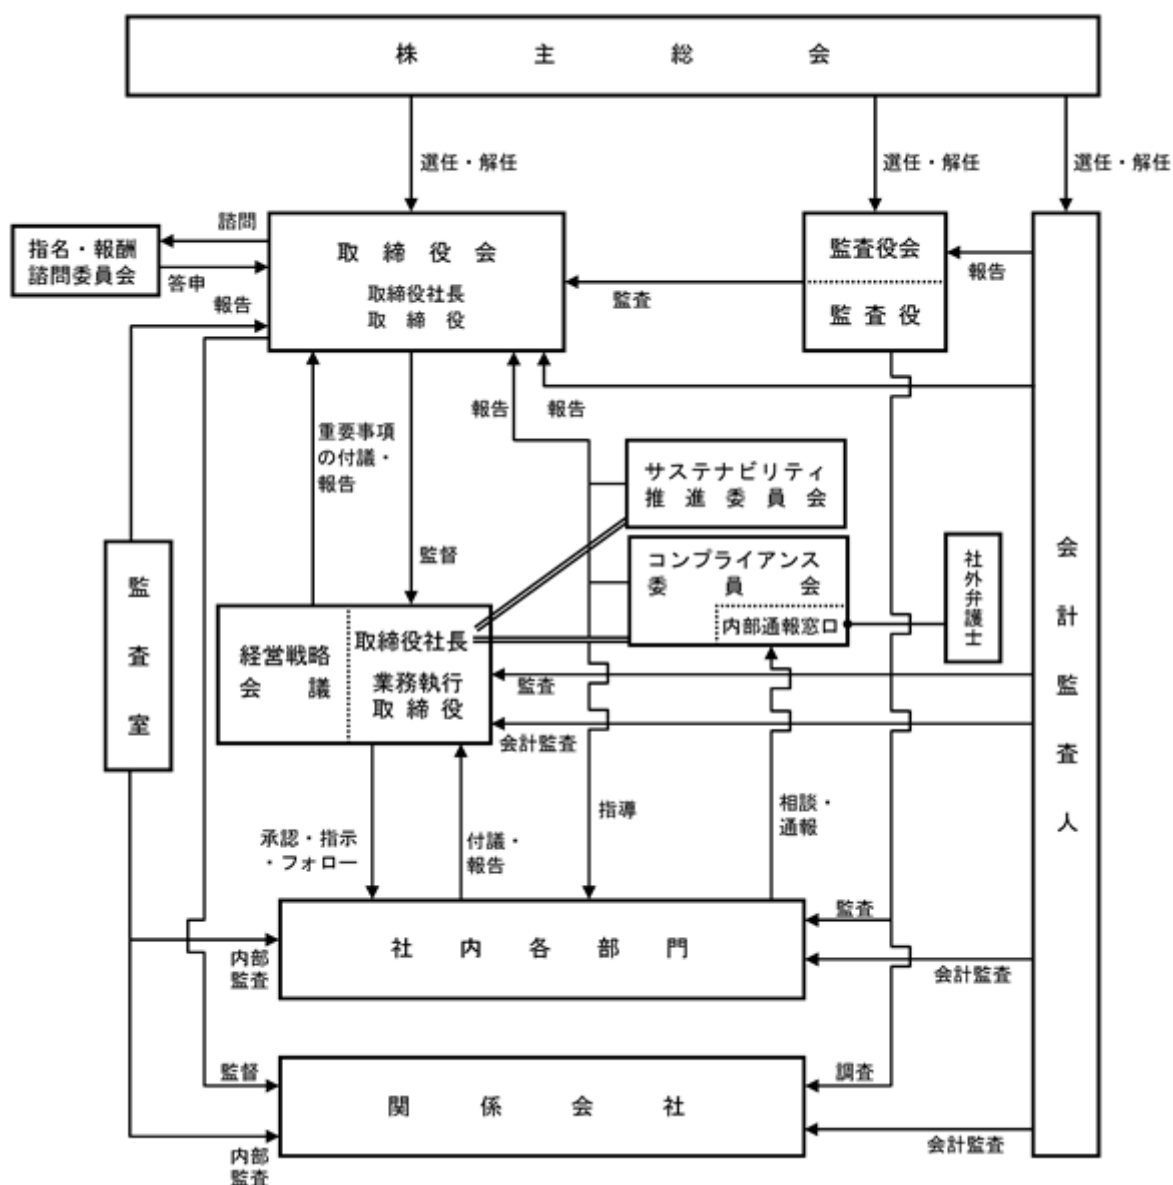 株主総会
選任・解任
選任・解任
選任・解任
諮問
指名・報酬
諮問委員会
答申
報告
取締役会
取締役社長
取締役
監査
監査役会
監査役
報告
報告
報告
重要事項
の付議・
報告
サステナビリティ
推進委員会
監督
コンプライアンス
委員会
内部通報窓口
社外弁護士
会計監査人
監査室
経営戦略
会議
取締役社長
業務執行
取締役
監査
会計監査
承認・指示
・フォロー
付議・
報告
指導
相談・
通報
社内各部門
監査
会計監査
内部
監査
監督
関係会社
調査
会計監査
内部
監査